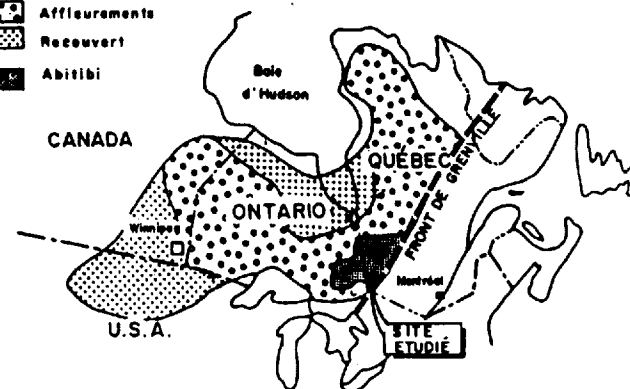 Affleurements
Recouvert
Abitibi
Baie
d'Hudson
CANADA
QUÉBEC
ONTARIO
FRONT DE GRENVILLE
Winnipeg
Montréal
U.S.A.
SITE
ETUDIÉ